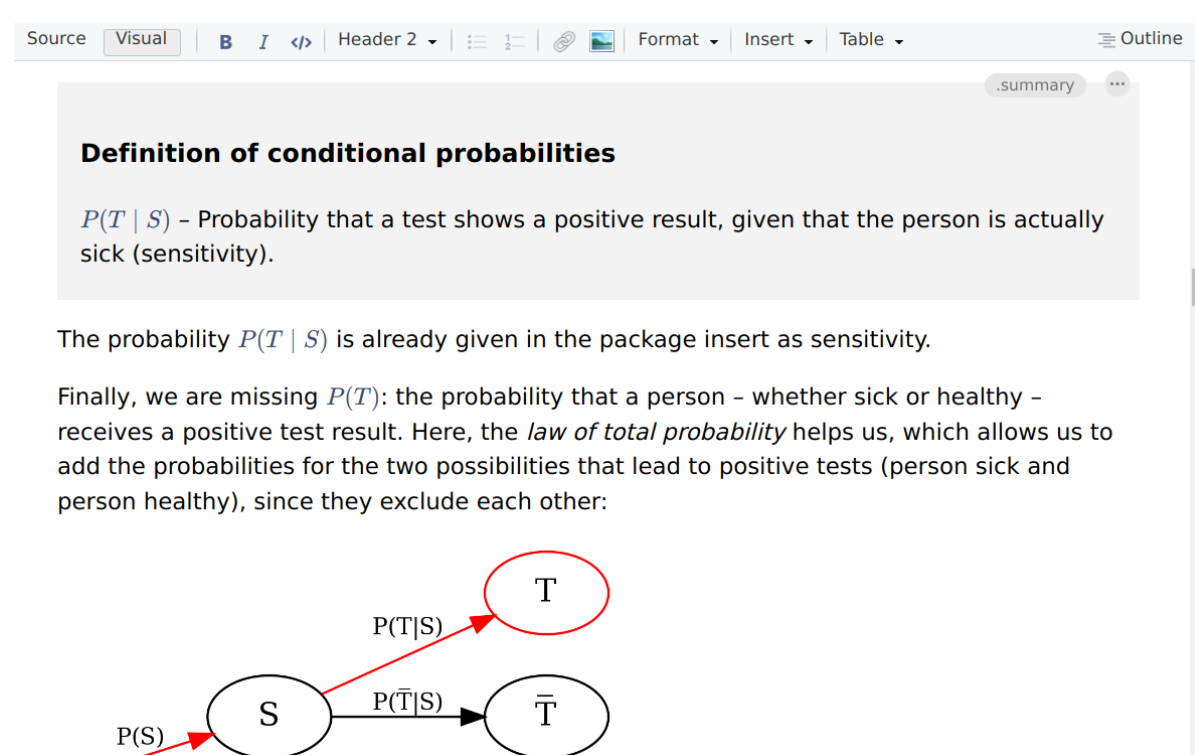 Source Visual B I </> Header 2 Format Insert Table Outline
.summary ···
Definition of conditional probabilities
P(T | S) – Probability that a test shows a positive result, given that the person is actually
sick (sensitivity).
The probability P(T | S) is already given in the package insert as sensitivity.
Finally, we are missing P(T): the probability that a person – whether sick or healthy –
receives a positive test result. Here, the law of total probability helps us, which allows us to
add the probabilities for the two possibilities that lead to positive tests (person sick and
person healthy), since they exclude each other:
T
P(T|S)
P(T̅|S)
S
T̅
P(S)